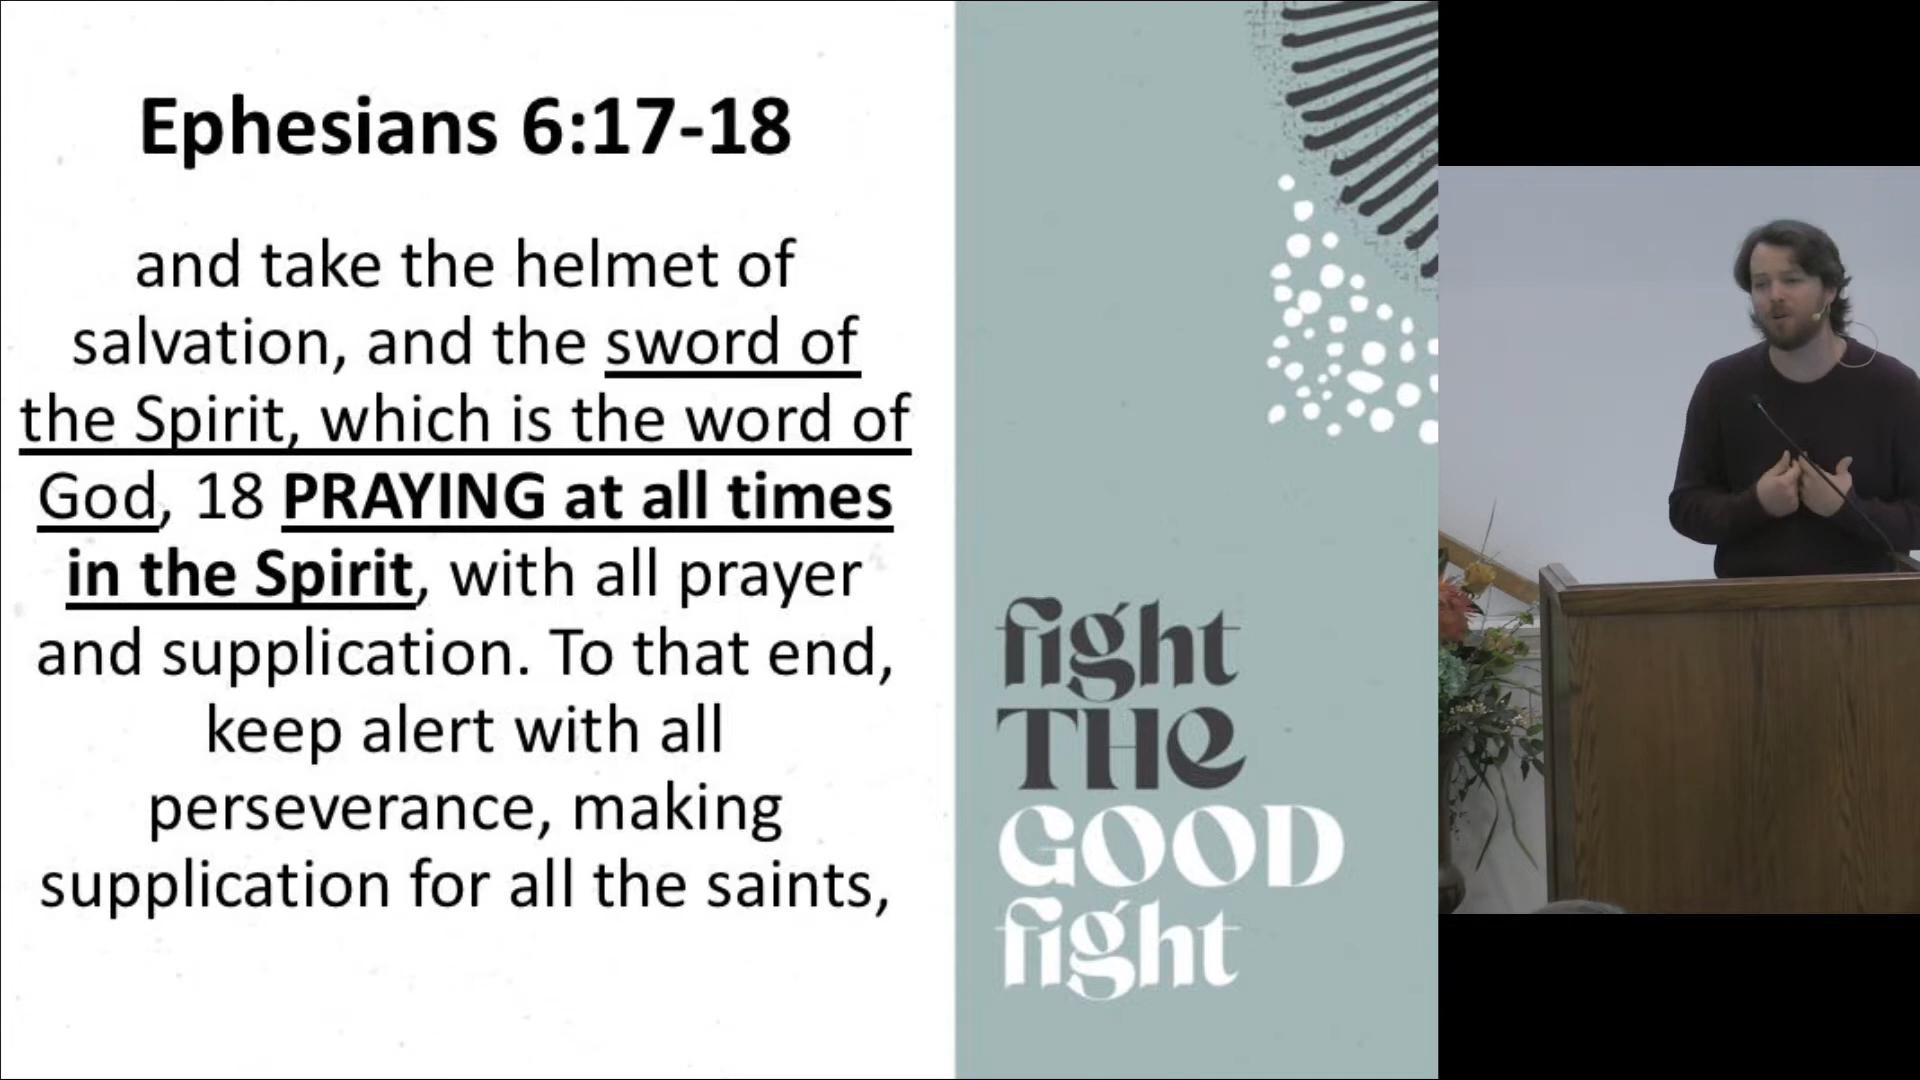 Ephesians 6:17-18
and take the helmet of
salvation, and the sword of
the Spirit, which is the word of
God, 18 PRAYING at all times
in the Spirit, with all prayer
and supplication. To that end,
keep alert with all
perseverance, making
supplication for all the saints,
fight
THe
GOOD
fight